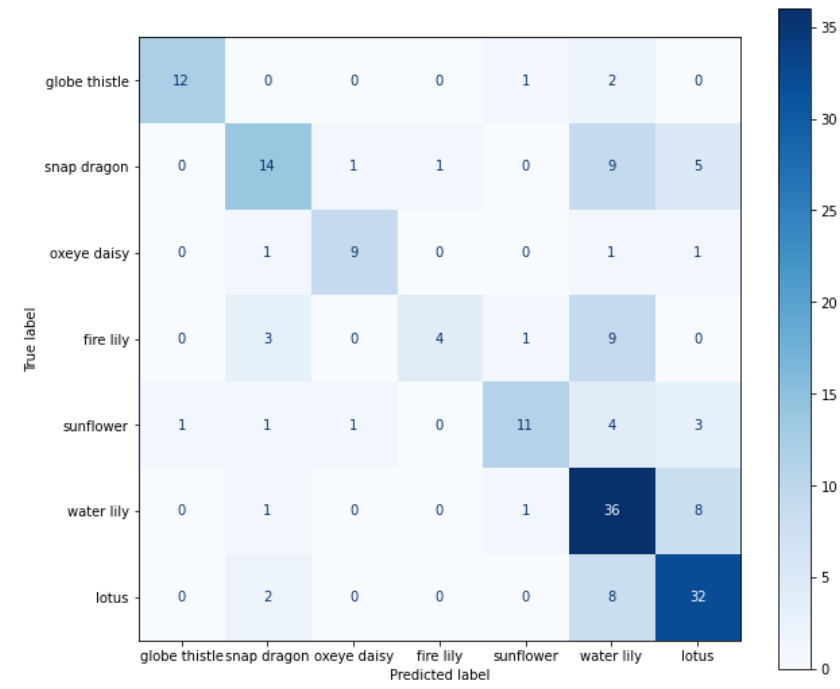 globe thistle 12 0 0 0 1 2 0
snap dragon 0 14 1 1 0 9 5
oxeye daisy 0 1 9 0 0 1 1
fire lily 0 3 0 4 1 9 0
sunflower 1 1 1 0 11 4 3
water lily 0 1 0 0 1 36 8
lotus 0 2 0 0 0 8 32
globe thistle snap dragon oxeye daisy fire lily sunflower water lily lotus
Predicted label
True label
35
30
25
20
15
10
5
0